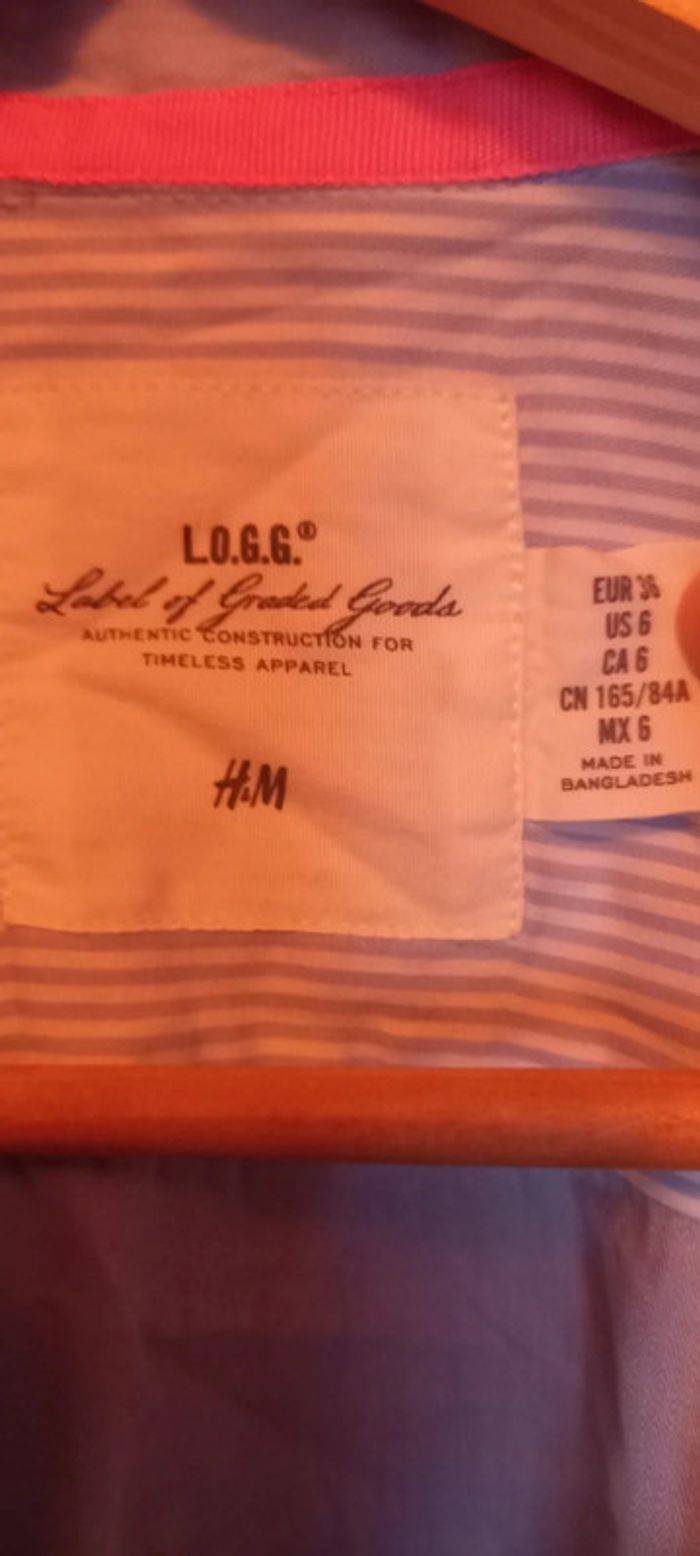 L.O.G.G.®
Label of Graded Goods
AUTHENTIC CONSTRUCTION FOR
TIMELESS APPAREL
H&M
EUR 36
US 6
CA 6
CN 165/84A
MX 6
MADE IN
BANGLADESH